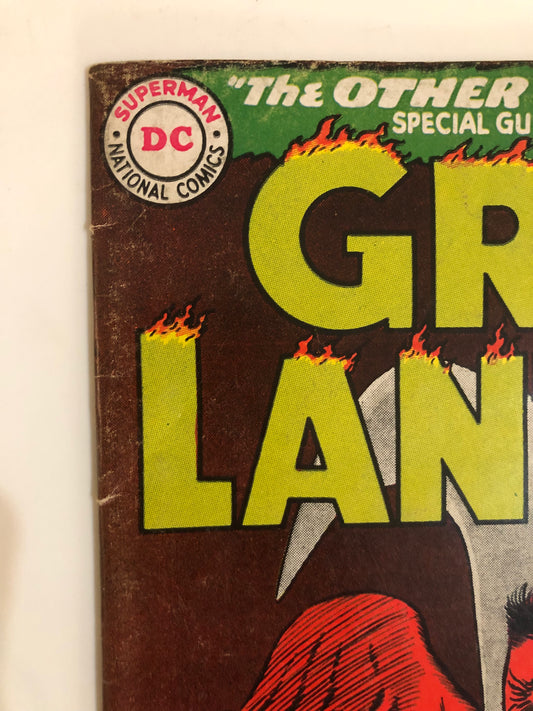 "The OTHER
SPECIAL GU
SUPERMAN
DC
NATIONAL COMICS
GR
LAN